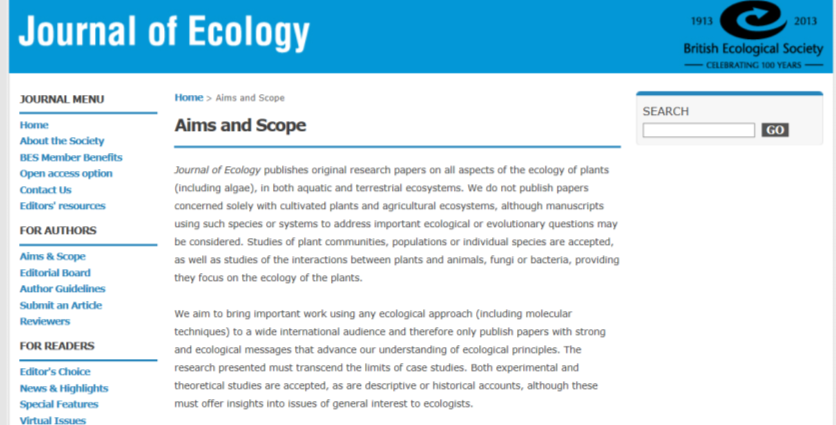 Journal of Ecology
1913 2013
British Ecological Society
CELEBRATING 100 YEARS
JOURNAL MENU
Home
About the Society
BES Member Benefits
Open access option
Contact Us
Editors' resources
FOR AUTHORS
Aims & Scope
Editorial Board
Author Guidelines
Submit an Article
Reviewers
FOR READERS
Editor's Choice
News & Highlights
Special Features
Virtual Issues
Home > Aims and Scope
Aims and Scope
Journal of Ecology publishes original research papers on all aspects of the ecology of plants
(including algae), in both aquatic and terrestrial ecosystems. We do not publish papers
concerned solely with cultivated plants and agricultural ecosystems, although manuscripts
using such species or systems to address important ecological or evolutionary questions may
be considered. Studies of plant communities, populations or individual species are accepted,
as well as studies of the interactions between plants and animals, fungi or bacteria, providing
they focus on the ecology of the plants.
We aim to bring important work using any ecological approach (including molecular
techniques) to a wide international audience and therefore only publish papers with strong
and ecological messages that advance our understanding of ecological principles. The
research presented must transcend the limits of case studies. Both experimental and
theoretical studies are accepted, as are descriptive or historical accounts, although these
must offer insights into issues of general interest to ecologists.
SEARCH
GO